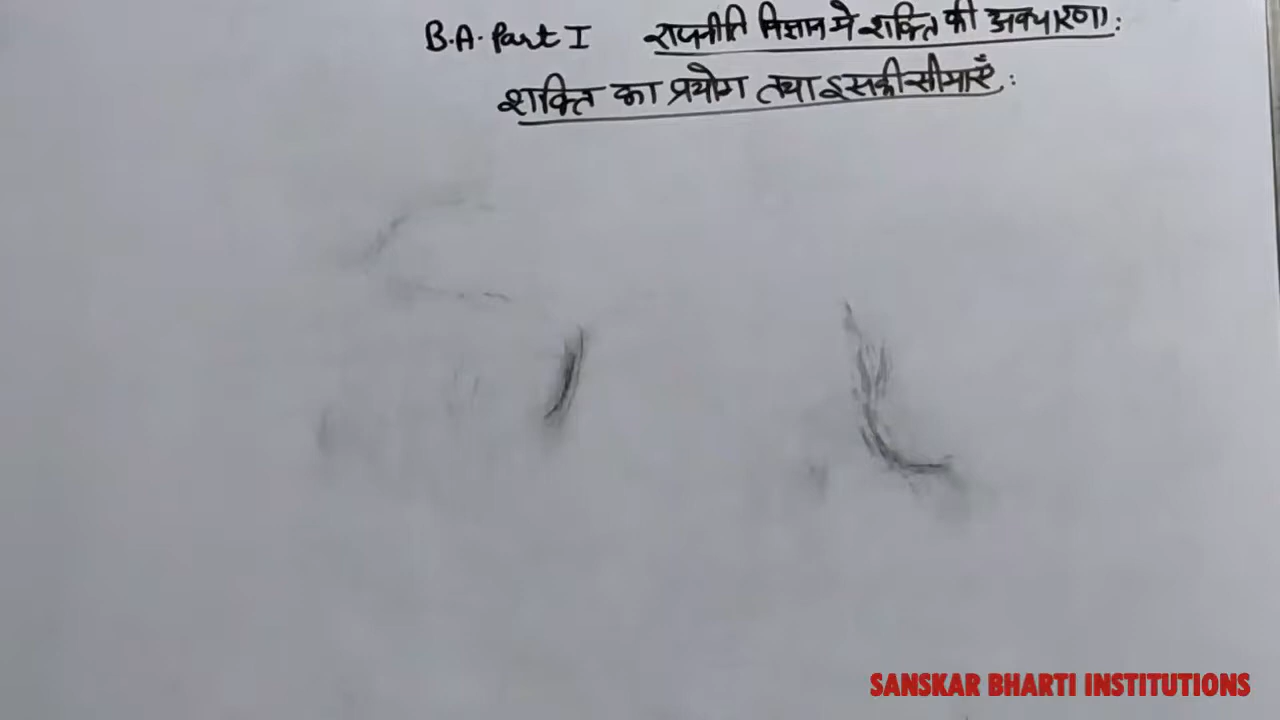 B.A. Part I राजनीति विज्ञान मे शक्ति की अवधारणा:
शक्ति का प्रयोग तथा इसकी सीमाएँ:
SANSKAR BHARTI INSTITUTIONS